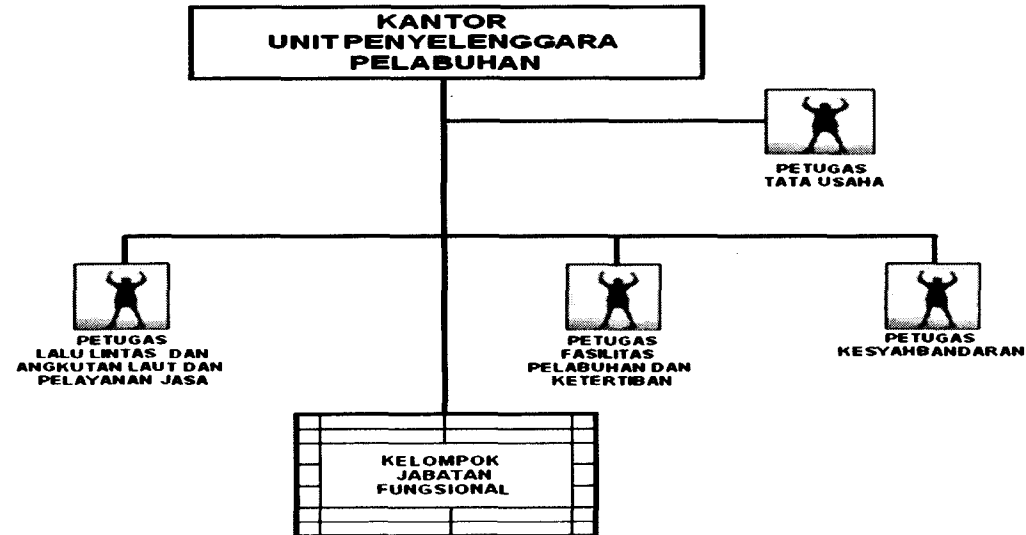 KANTOR
UNIT PENYELENGGARA
PELABUHAN
PETUGAS
TATA USAHA
PETUGAS
LALU LINTAS DAN
ANGKUTAN LAUT DAN
PELAYANAN JASA
PETUGAS
FASILITAS
PELABUHAN DAN
KETERTIBAN
PETUGAS
KESYAHBANDARAN
KELOMPOK
JABATAN
FUNGSIONAL